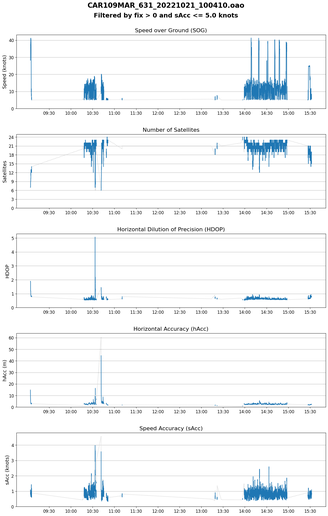 CAR109MAR_631_20221021_100410.oao
Filtered by fix > 0 and sAcc <= 5.0 knots
Speed over Ground (SOG)
Speed (knots)
40
30
20
10
0
09:30 10:00 10:30 11:00 11:30 12:00 12:30 13:00 13:30 14:00 14:30 15:00 15:30
Number of Satellites
Satellites
24
21
18
15
12
9
6
3
0
09:30 10:00 10:30 11:00 11:30 12:00 12:30 13:00 13:30 14:00 14:30 15:00 15:30
Horizontal Dilution of Precision (HDOP)
HDOP
5
4
3
2
1
0
09:30 10:00 10:30 11:00 11:30 12:00 12:30 13:00 13:30 14:00 14:30 15:00 15:30
Horizontal Accuracy (hAcc)
hAcc (m)
60
50
40
30
20
10
0
09:30 10:00 10:30 11:00 11:30 12:00 12:30 13:00 13:30 14:00 14:30 15:00 15:30
Speed Accuracy (sAcc)
sAcc (knots)
4
3
2
1
0
09:30 10:00 10:30 11:00 11:30 12:00 12:30 13:00 13:30 14:00 14:30 15:00 15:30